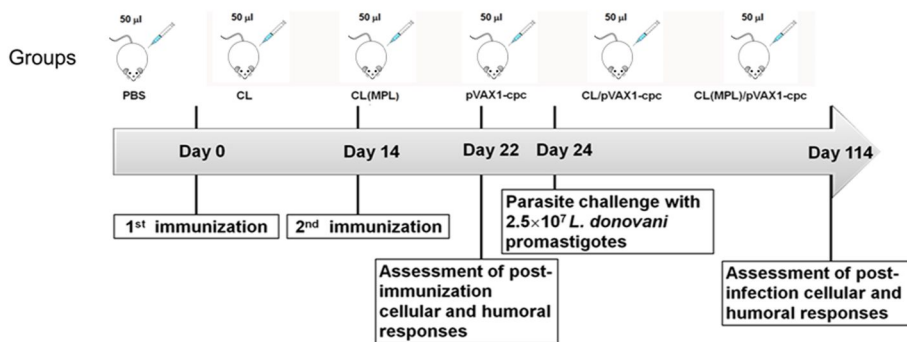 50 µl 50 µl 50 µl 50 µl 50 µl 50 µl
Groups
PBS CL CL(MPL) pVAX1-cpc CL/pVAX1-cpc CL(MPL)/pVAX1-cpc
Day 0 Day 14 Day 22 Day 24 Day 114
1st immunization
2nd immunization
Parasite challenge with
2.5×10⁷ L. donovani
promastigotes
Assessment of post-
immunization
cellular and humoral
responses
Assessment of post-
infection cellular and
humoral responses